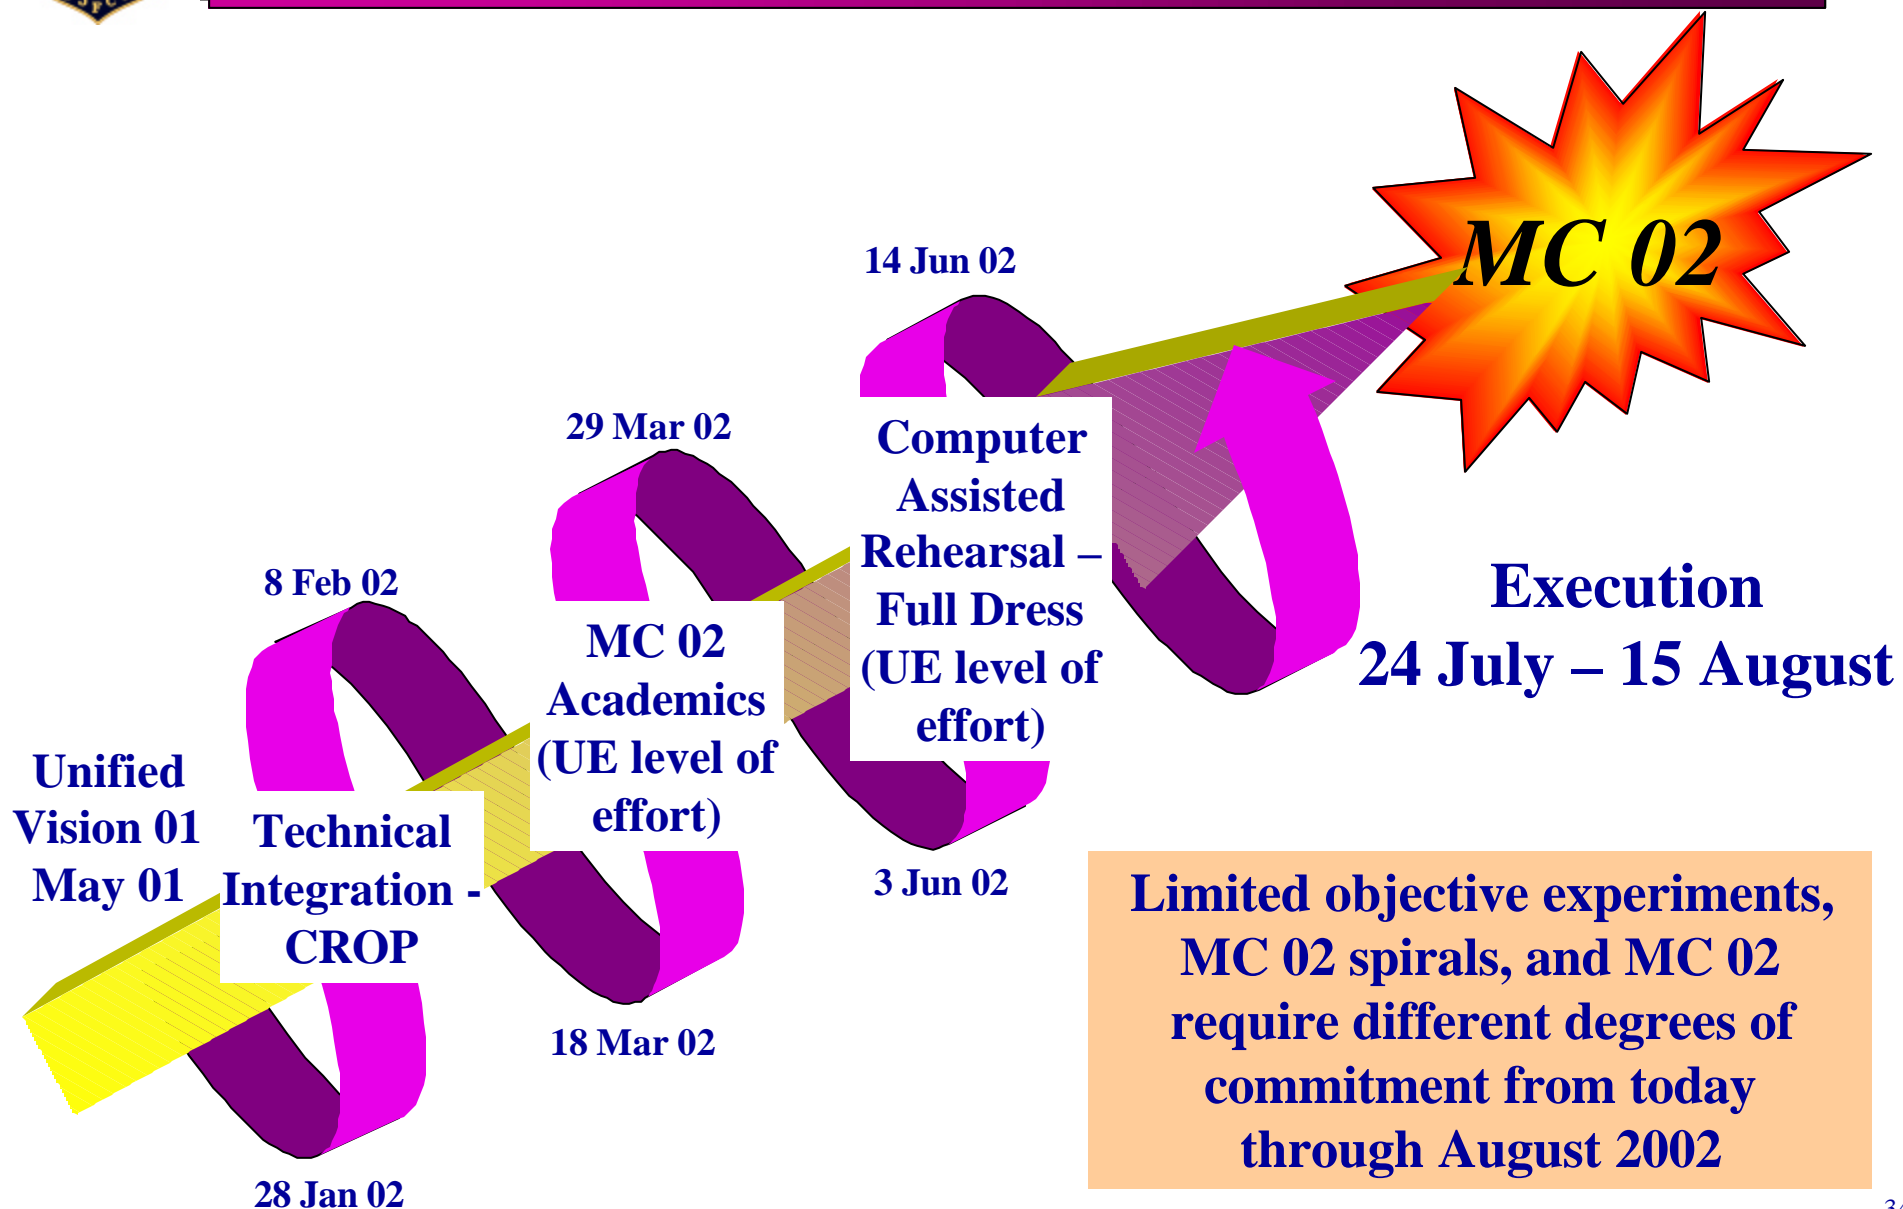 JFC
MC 02
14 Jun 02
29 Mar 02
8 Feb 02
Computer
Assisted
Rehearsal –
Full Dress
(UE level of
effort)
MC 02
Academics
(UE level of
effort)
Unified
Vision 01
May 01
Technical
Integration -
CROP
Execution
24 July – 15 August
3 Jun 02
18 Mar 02
28 Jan 02
Limited objective experiments,
MC 02 spirals, and MC 02
require different degrees of
commitment from today
through August 2002